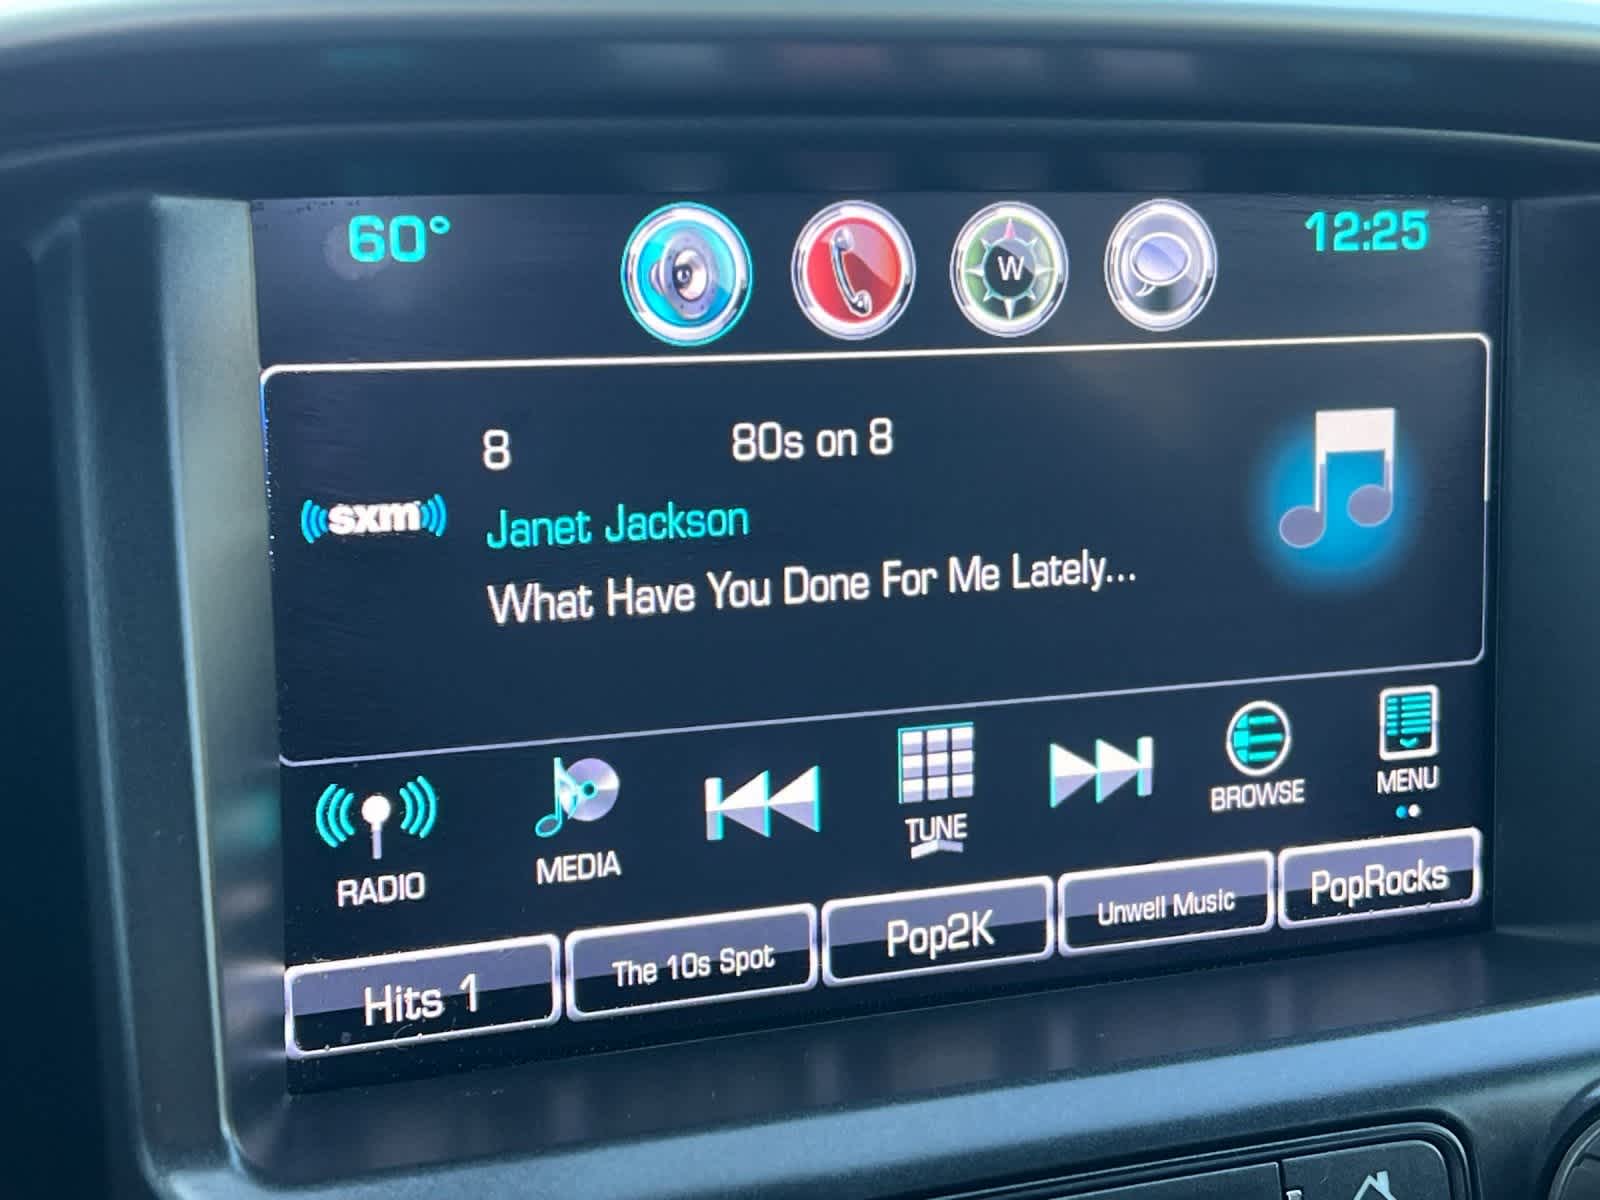 60°
W
12:25
8
80s on 8
sxm
Janet Jackson
What Have You Done For Me Lately...
RADIO
MEDIA
TUNE
BROWSE
MENU
Hits 1
The 10s Spot
Pop2K
Unwell Music
PopRocks